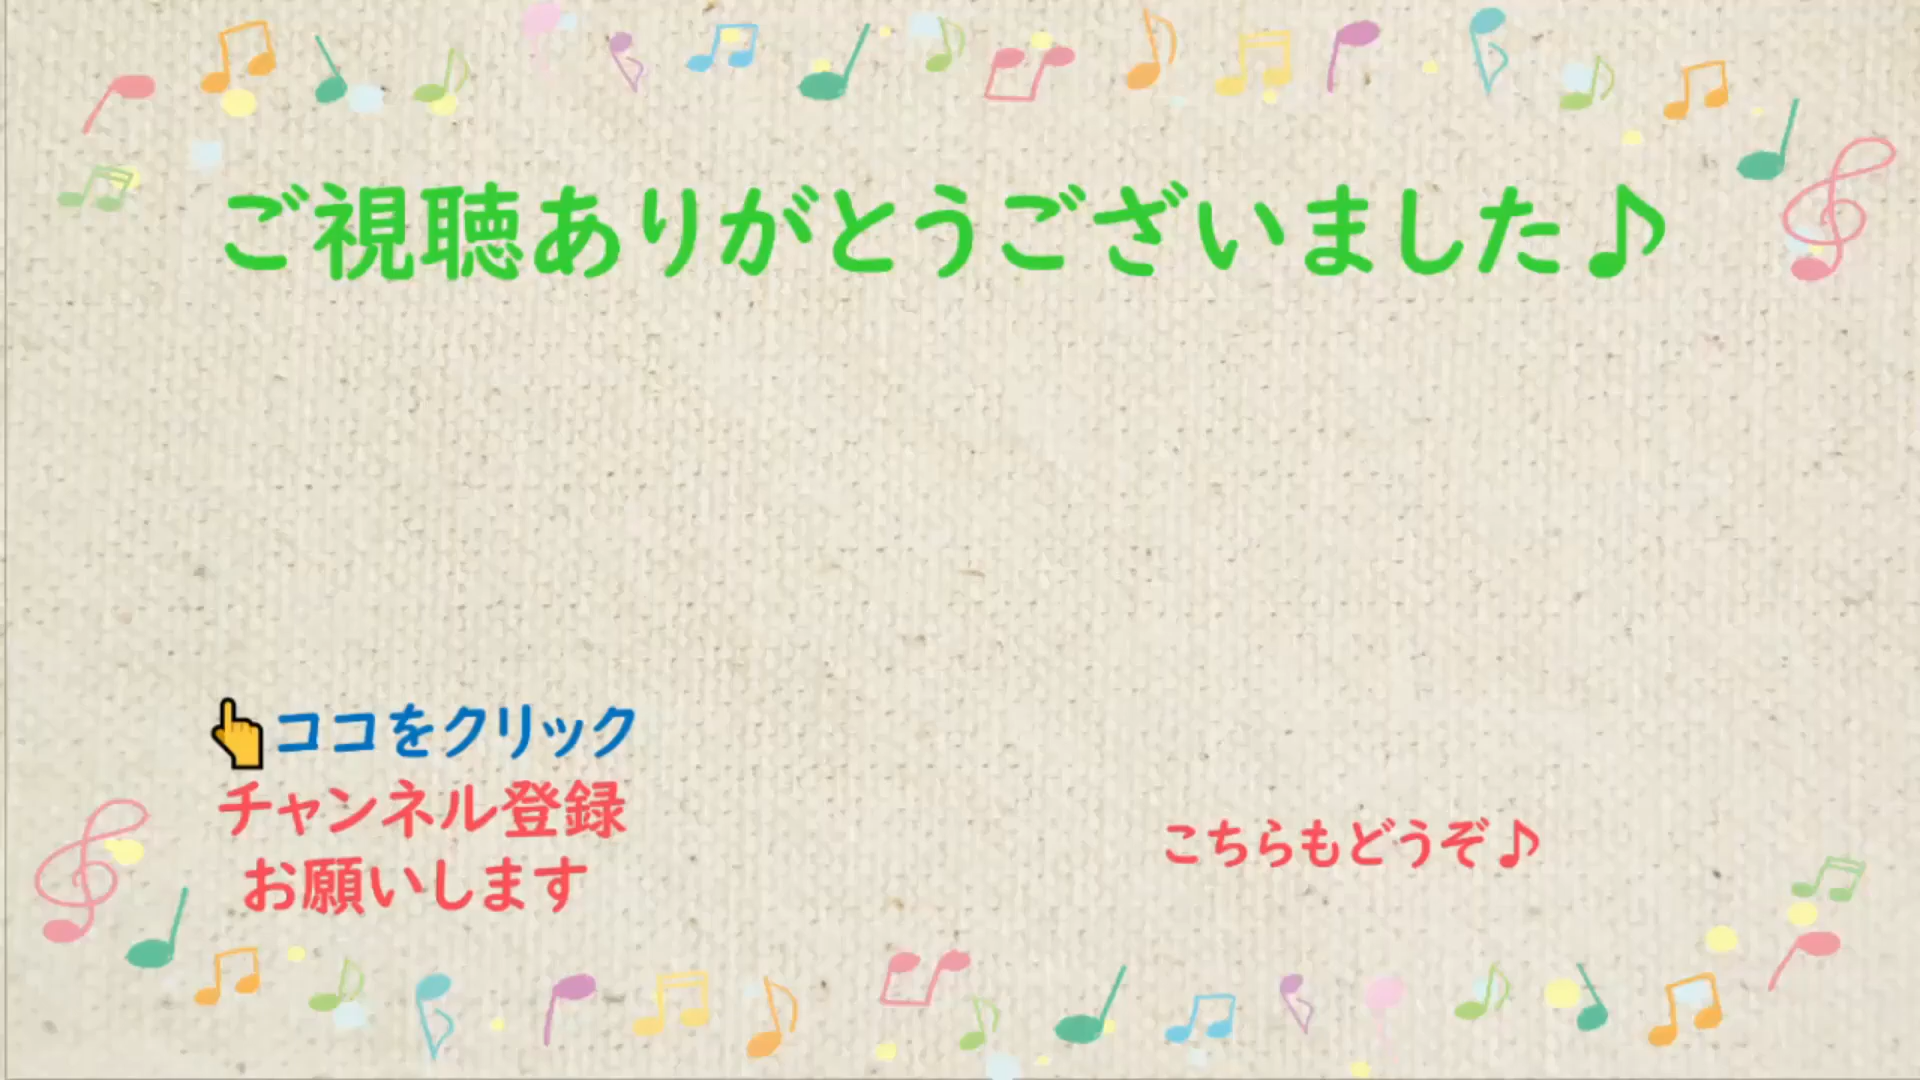 ご視聴ありがとうございました♪
ココをクリック
チャンネル登録
お願いします
こちらもどうぞ♪